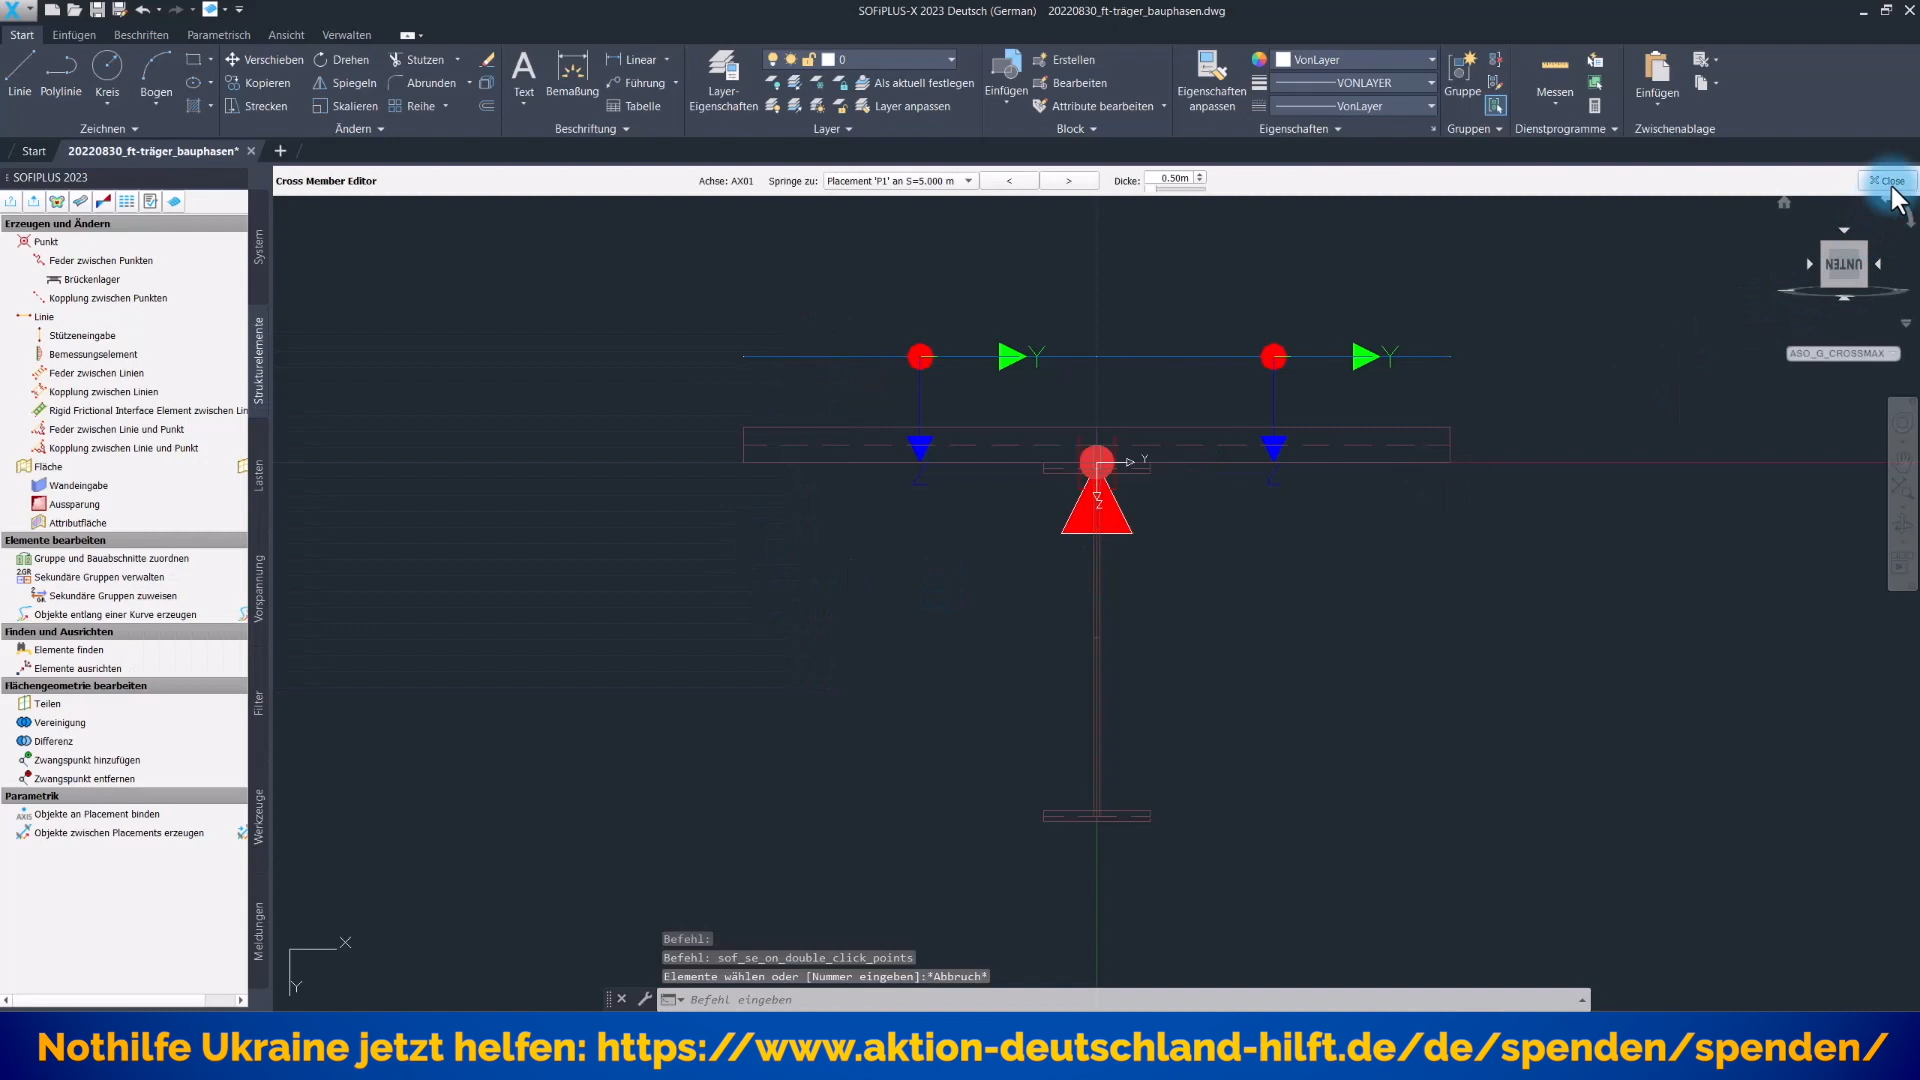 SOFiPLUS-X 2023 Deutsch (German) 20220830_ft-träger_bauphasen.dwg
Start Einfügen Beschriften Parametrisch Ansicht Verwalten
Verschieben Drehen Stutzen Linear 0 Erstellen VonLayer
Kopieren Spiegeln Abrunden Führung Als aktuell festlegen Bearbeiten VONLAYER
Linie Polylinie Kreis Bogen Text Bemaßung Layer-Eigenschaften Einfügen Eigenschaften anpassen Gruppe Messen Einfügen
Strecken Skalieren Reihe Tabelle Layer anpassen Attribute bearbeiten VonLayer
Zeichnen Ändern Beschriftung Layer Block Eigenschaften Gruppen Dienstprogramme Zwischenablage
Start 20220830_ft-träger_bauphasen*
SOFiPLUS 2023
Cross Member Editor Achse: AX01 Springe zu: Placement 'P1' an S=5.000 m < > Dicke: 0.50m Close
Erzeugen und Ändern
Punkt
Feder zwischen Punkten
Brückenlager
Kopplung zwischen Punkten
Linie
Stützeneingabe
Bemessungselement
Feder zwischen Linien
Kopplung zwischen Linien
Rigid Frictional Interface Element zwischen Lin
Feder zwischen Linie und Punkt
Kopplung zwischen Linie und Punkt
Fläche
Wandeingabe
Aussparung
Attributfläche
Elemente bearbeiten
Gruppe und Bauabschnitte zuordnen
Sekundäre Gruppen verwalten
Sekundäre Gruppen zuweisen
Objekte entlang einer Kurve erzeugen
Finden und Ausrichten
Elemente finden
Elemente ausrichten
Flächengeometrie bearbeiten
Teilen
Vereinigung
Differenz
Zwangspunkt hinzufügen
Zwangspunkt entfernen
Parametrik
Objekte an Placement binden
Objekte zwischen Placements erzeugen
System
Strukturelemente
Lasten
Vorspannung
Filter
Werkzeuge
Meldungen
UNTEN
ASO_G_CROSSMAX
Y Y
Y
Z Z
Z
X
Y
Befehl:
Befehl: sof_se_on_double_click_points
Elemente wählen oder [Nummer eingeben]:*Abbruch*
Befehl eingeben
Nothilfe Ukraine jetzt helfen: https://www.aktion-deutschland-hilft.de/de/spenden/spenden/